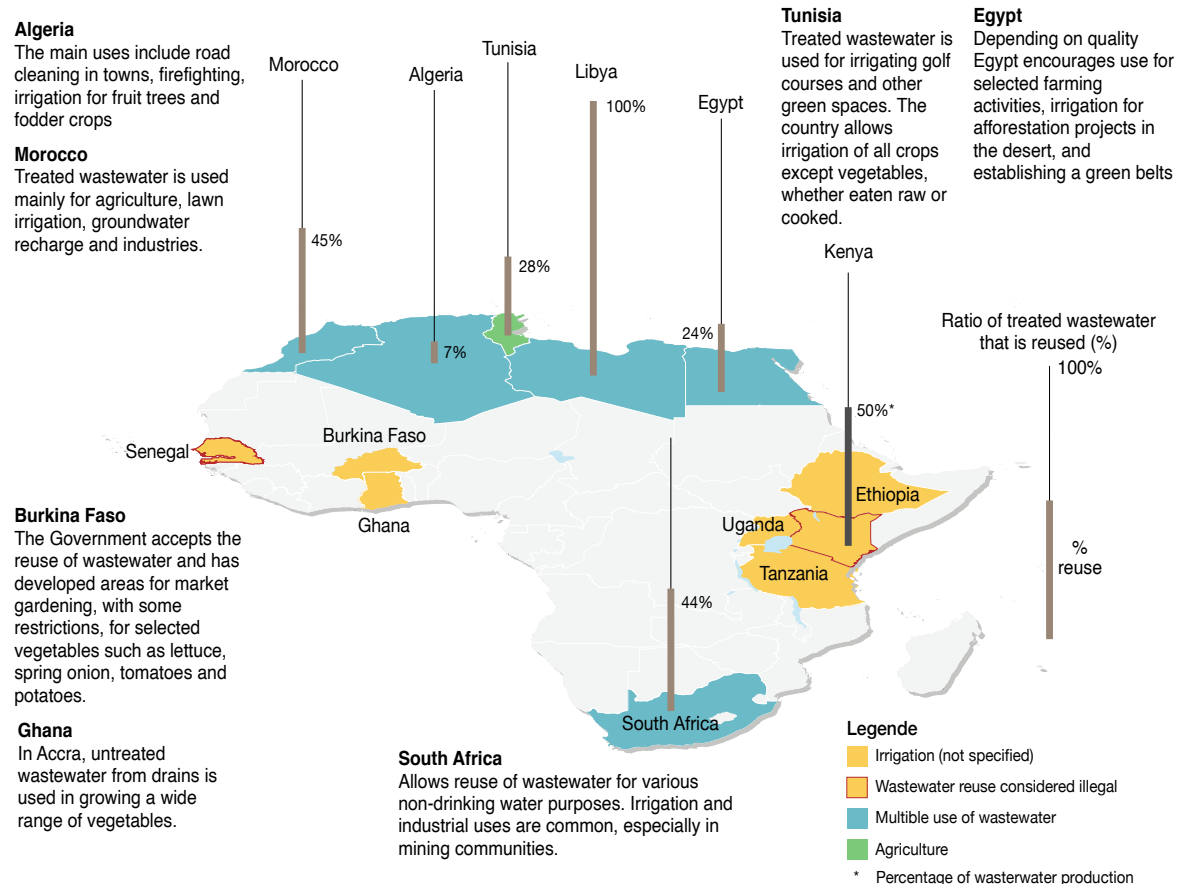 Algeria
The main uses include road
cleaning in towns, firefighting,
irrigation for fruit trees and
fodder crops
Morocco
Treated wastewater is used
mainly for agriculture, lawn
irrigation, groundwater
recharge and industries.
Morocco
45%
Algeria
7%
Tunisia
28%
Libya
100%
Egypt
24%
Tunisia
Treated wastewater is
used for irrigating golf
courses and other
green spaces. The
country allows
irrigation of all crops
except vegetables,
whether eaten raw or
cooked.
Egypt
Depending on quality
Egypt encourages use for
selected farming
activities, irrigation for
afforestation projects in
the desert, and
establishing a green belts
Kenya
50%*
Ratio of treated wastewater
that is reused (%)
100%
%
reuse
Senegal
Burkina Faso
Ghana
Ethiopia
Uganda
Tanzania
44%
South Africa
Burkina Faso
The Government accepts the
reuse of wastewater and has
developed areas for market
gardening, with some
restrictions, for selected
vegetables such as lettuce,
spring onion, tomatoes and
potatoes.
Ghana
In Accra, untreated
wastewater from drains is
used in growing a wide
range of vegetables.
South Africa
Allows reuse of wastewater for various
non-drinking water purposes. Irrigation and
industrial uses are common, especially in
mining communities.
Legende
Irrigation (not specified)
Wastewater reuse considered illegal
Multible use of wastewater
Agriculture
* Percentage of wasterwater production